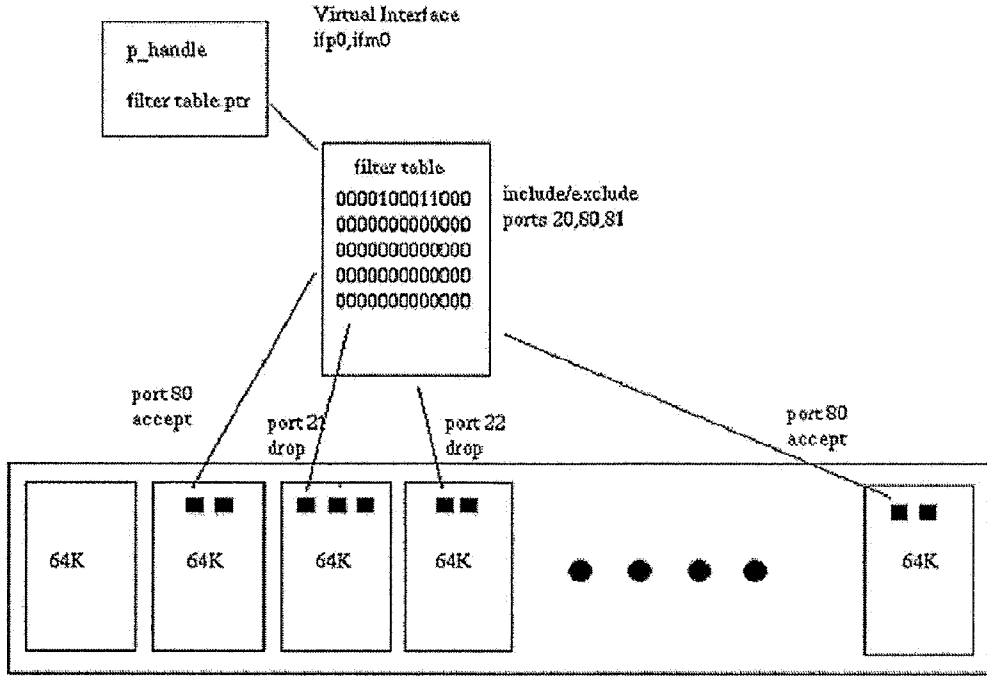 Virtual Interface
ifp0,ifm0
p_handle
filter table ptr
filter table
0000100011000
0000000000000
0000000000000
0000000000000
0000000000000
include/exclude
ports 20,80,81
port 80
accept
port 2
drop
port 22
drop
port 80
accept
64K
64K
64K
64K
64K